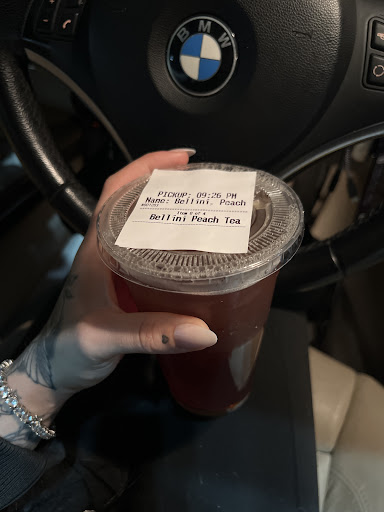 BMW
PICKUP: 09:26 PM
Name: Bellini, Peach
Bellini Peach Tea